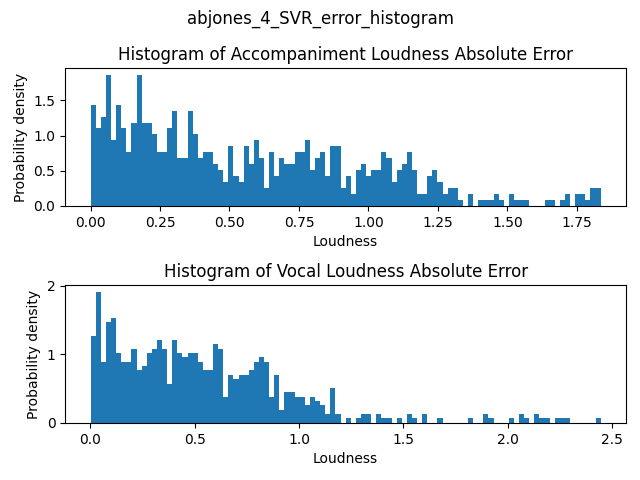 abjones_4_SVR_error_histogram
Histogram of Accompaniment Loudness Absolute Error
Probability density
1.5
1.0
0.5
0.0
0.00 0.25 0.50 0.75 1.00 1.25 1.50 1.75
Loudness
Histogram of Vocal Loudness Absolute Error
Probability density
2
1
0
0.0 0.5 1.0 1.5 2.0 2.5
Loudness